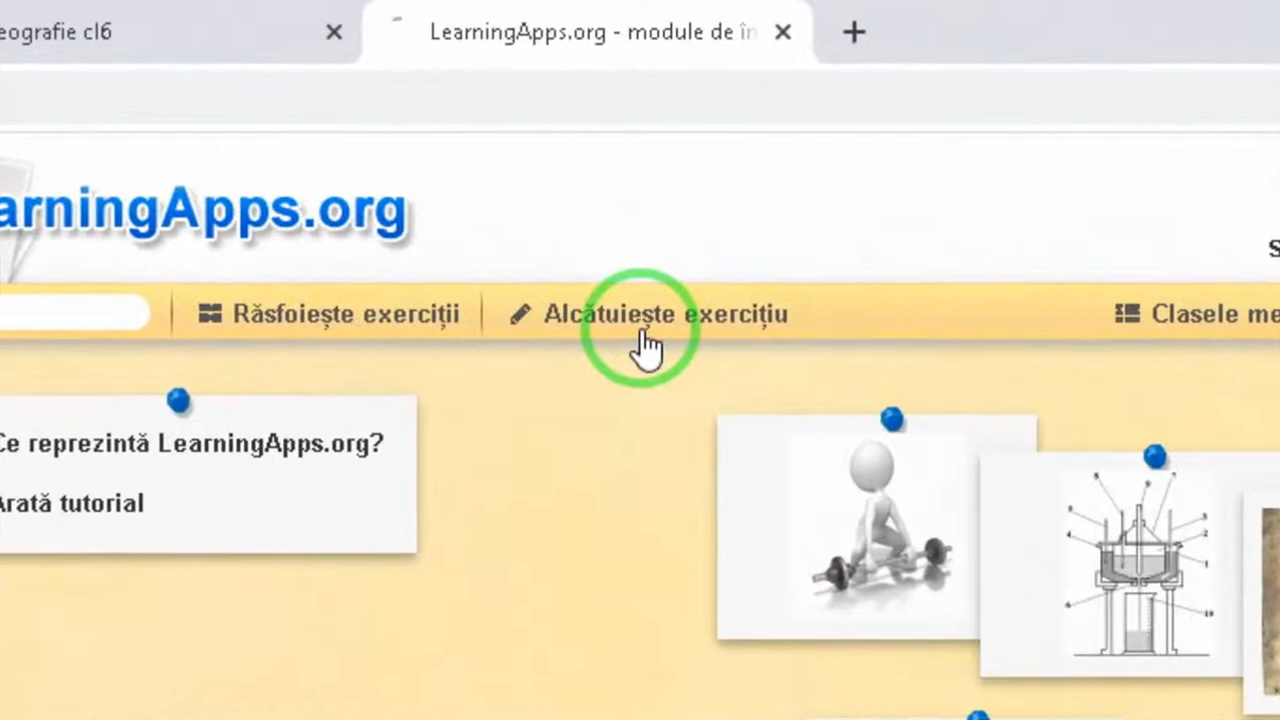 eografie cl6
LearningApps.org - module de în
arningApps.org
S
Răsfoiește exerciții
Alcătuiește exercițiu
Clasele me
Ce reprezintă LearningApps.org?
Arată tutorial